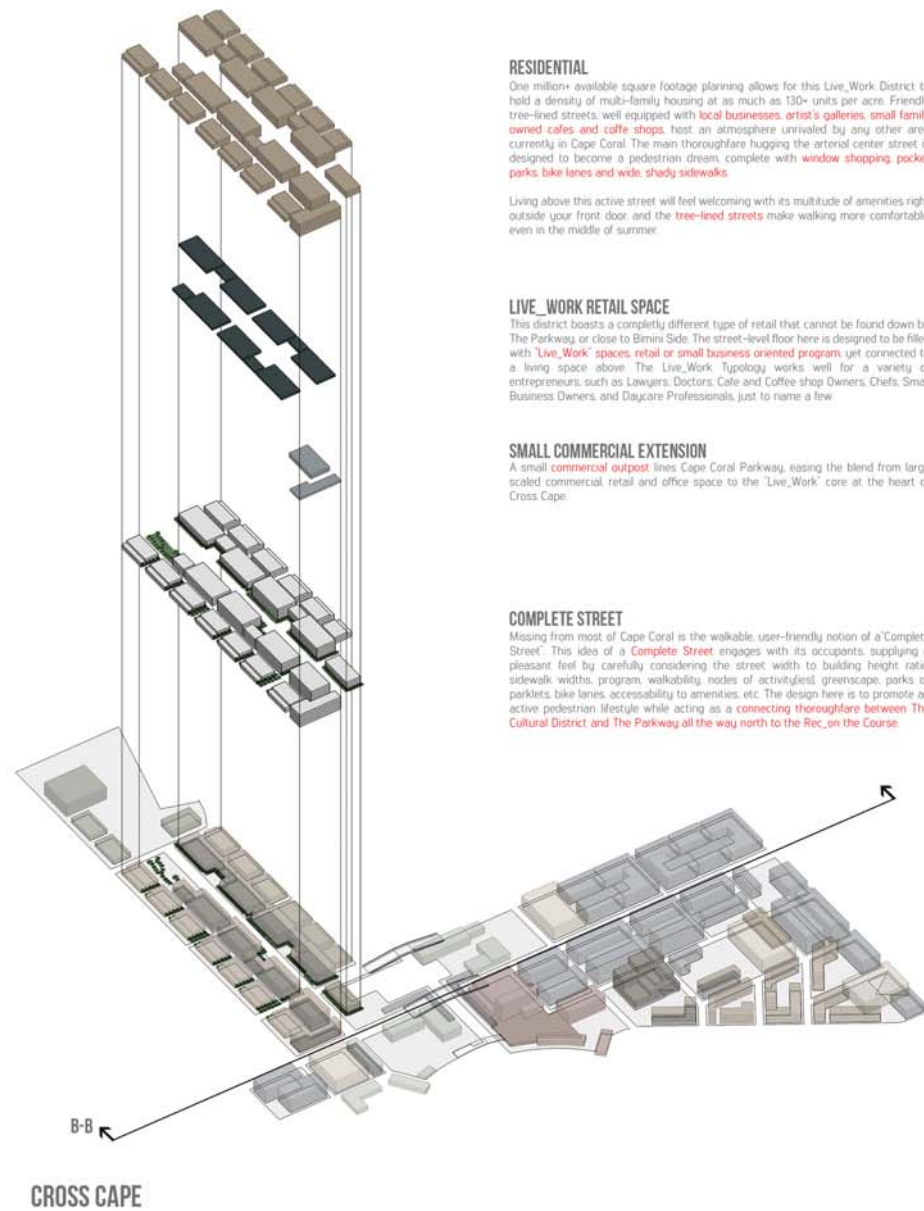 RESIDENTIAL
One million+ available square footage planning allows for this Live_Work District t
hold a density of multi-family housing at as much as 130+ units per acre. Friendl
tree-lined streets, well equipped with local businesses, artist's galleries, small famil
owned cafes and coffe shops, host an atmosphere unrivaled by any other are
currently in Cape Coral. The main thoroughfare hugging the arterial center street i
designed to become a pedestrian dream, complete with window shopping, pocke
parks, bike lanes and wide, shady sidewalks.
Living above this active street will feel welcoming with its multitude of amenities righ
outside your front door, and the tree-lined streets make walking more comfortabl
even in the middle of summer.
LIVE_WORK RETAIL SPACE
This district boasts a completly different type of retail that cannot be found down b
The Parkway, or close to Bimini Side. The street-level floor here is designed to be fille
with "Live_Work" spaces, retail or small business oriented program, yet connected t
a living space above. The Live_Work Typology works well for a variety o
entrepreneurs, such as Lawyers, Doctors, Cafe and Coffee shop Owners, Chefs, Smal
Business Owners, and Daycare Professionals, just to name a few
SMALL COMMERCIAL EXTENSION
A small commercial outpost lines Cape Coral Parkway, easing the blend from larg
scaled commercial, retail and office space to the "Live_Work" core at the heart o
Cross Cape.
COMPLETE STREET
Missing from most of Cape Coral is the walkable, user-friendly notion of a"Complet
Street". This idea of a Complete Street engages with its occupants, supplying
pleasant feel by carefully considering the street width to building height rati
sidewalk widths, program, walkability, nodes of activity(ies), greenscape, parks o
parklets, bike lanes, accessability to amenities, etc. The design here is to promote a
active pedestrian lifestyle while acting as a connecting thoroughfare between Th
Cultural District and The Parkway all the way north to the Rec_on the Course.
B-B
CROSS CAPE